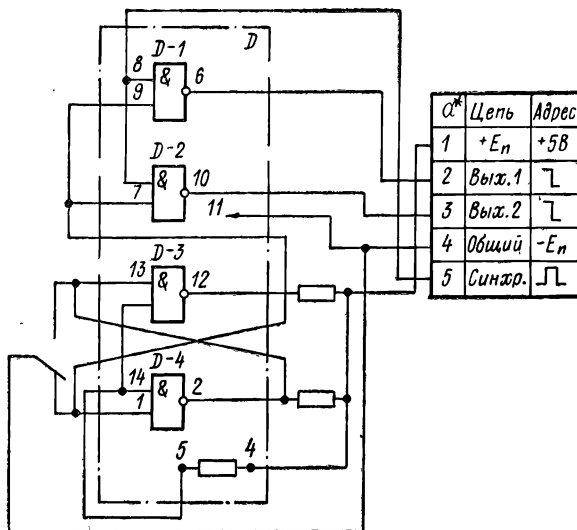 D
D-1
8
&
6
9
D-2
&
10
7
11
D-3
13
&
12
D-4
14
&
2
1
5
4
α* Цепь Адрес
1 +Eп +5В
2 Вых.1
3 Вых.2
4 Общий -Eп
5 Синхр.